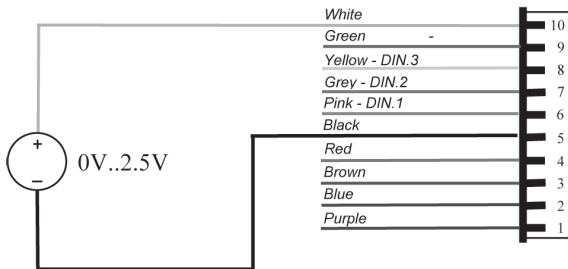 White 10
Green - 9
Yellow - DIN.3 8
Grey - DIN.2 7
Pink - DIN.1 6
Black 5
Red 4
Brown 3
Blue 2
Purple 1
+
0V..2.5V
−